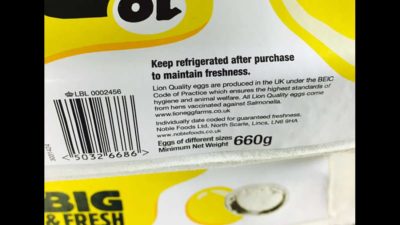 10
Keep refrigerated after purchase
to maintain freshness.
Lion Quality eggs are produced in the UK under the BEIC
Code of Practice which ensures the highest standards of
hygiene and animal welfare. All Lion Quality eggs come
from hens vaccinated against Salmonella.
www.lioneggfarms.co.uk
Individually date coded for guaranteed freshness.
Noble Foods Ltd, North Scarle, Lincs, LN6 9HA
www.noblefoods.co.uk
Eggs of different sizes
Minimum Net Weight 660g
LBL 0002456
5032 6686
BIG
& FRESH